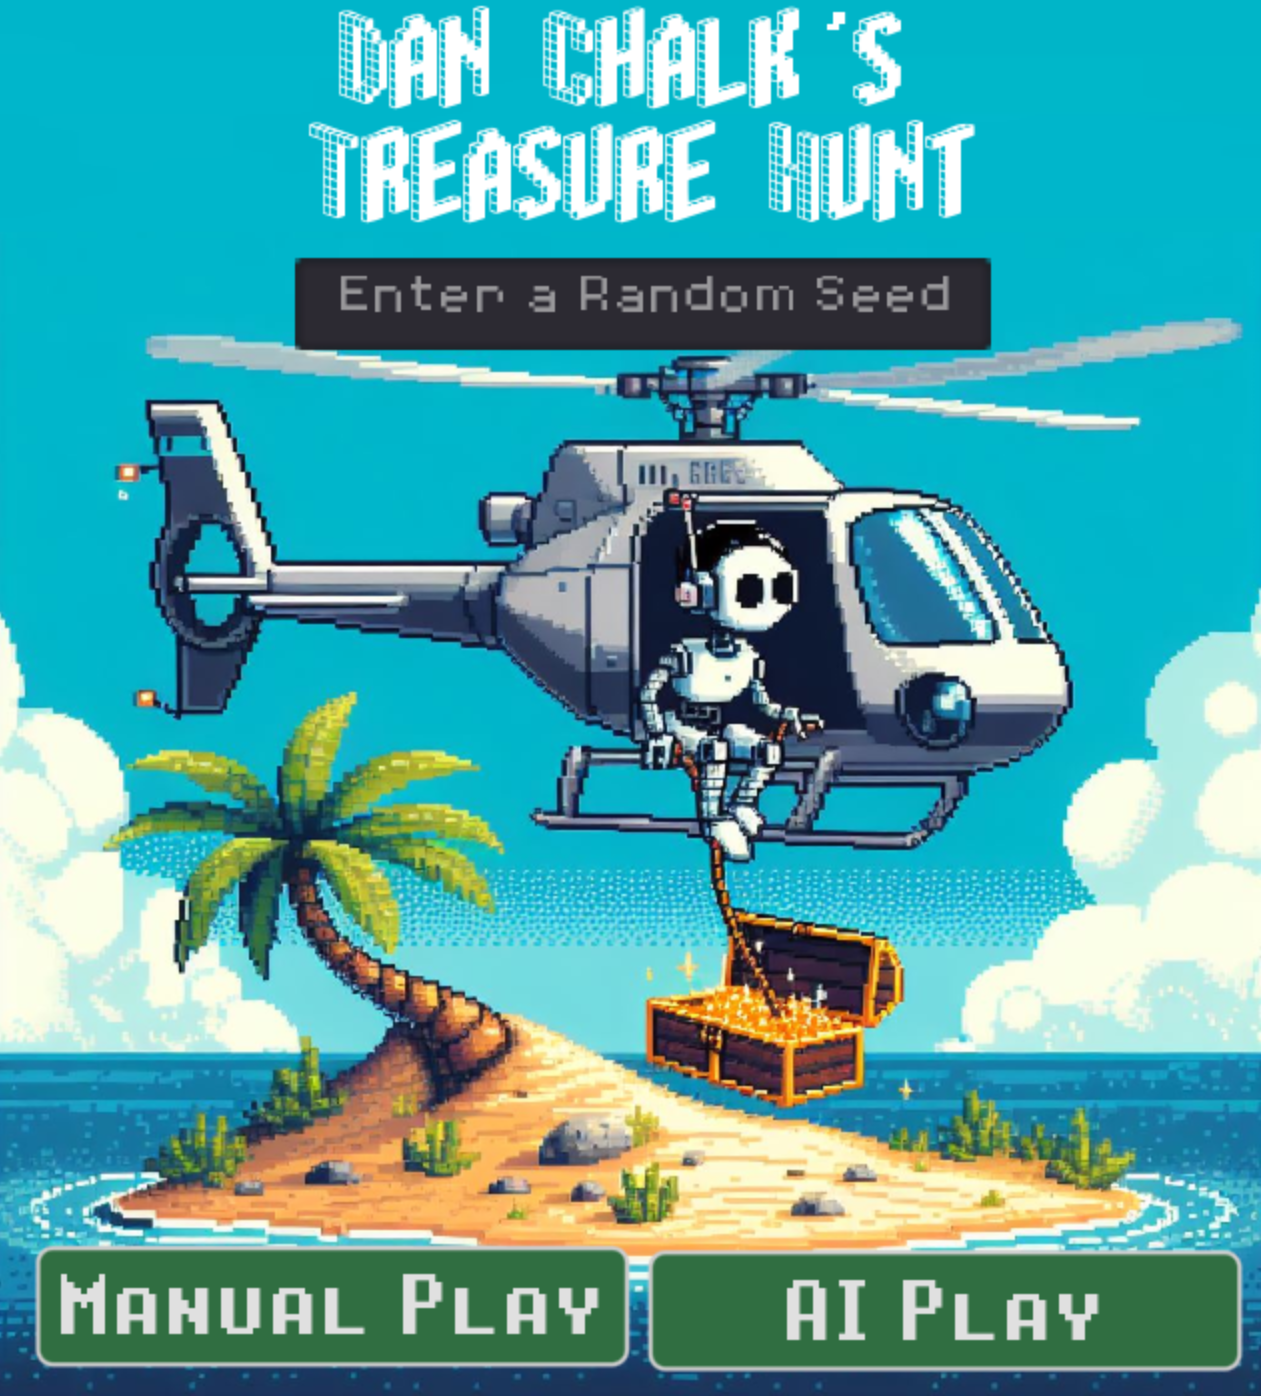 DAN CHALK'S
TREASURE HUNT
Enter a Random Seed
MANUAL PLAY
AI PLAY